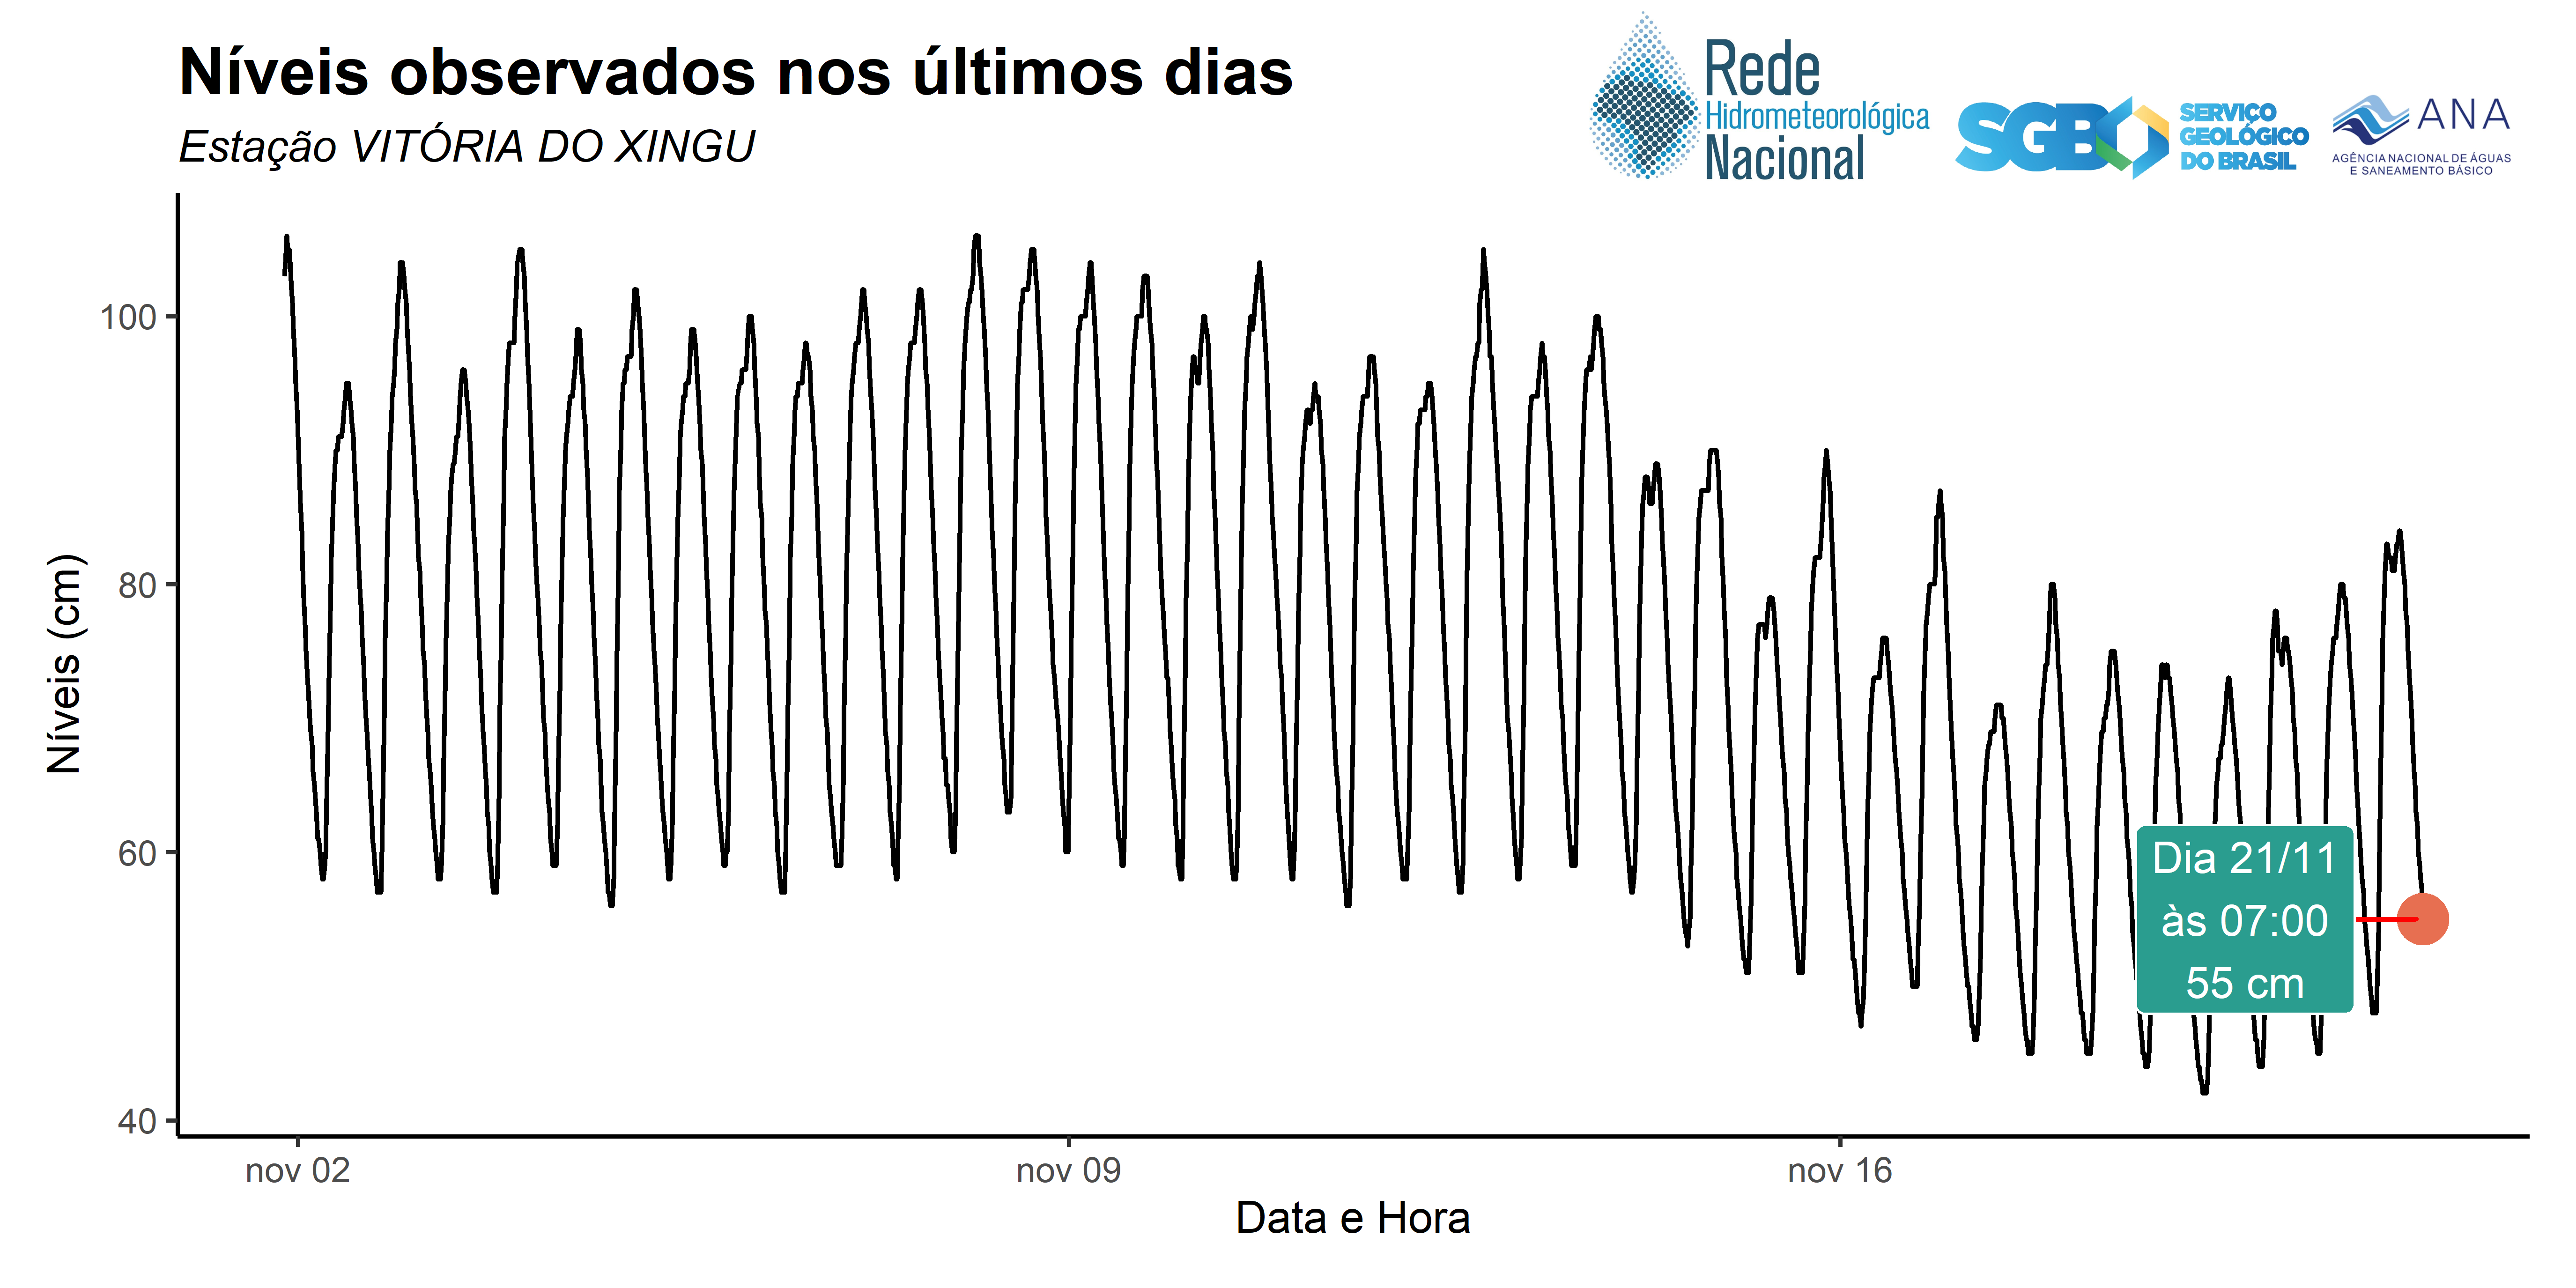 Níveis observados nos últimos dias
Estação VITÓRIA DO XINGU
Rede
Hidrometeorológica
Nacional
SGB
SERVIÇO
GEOLÓGICO
DO BRASIL
ANA
AGÊNCIA NACIONAL DE ÁGUAS
E SANEAMENTO BÁSICO
Níveis (cm)
100
80
60
40
Dia 21/11
às 07:00
55 cm
nov 02
nov 09
nov 16
Data e Hora